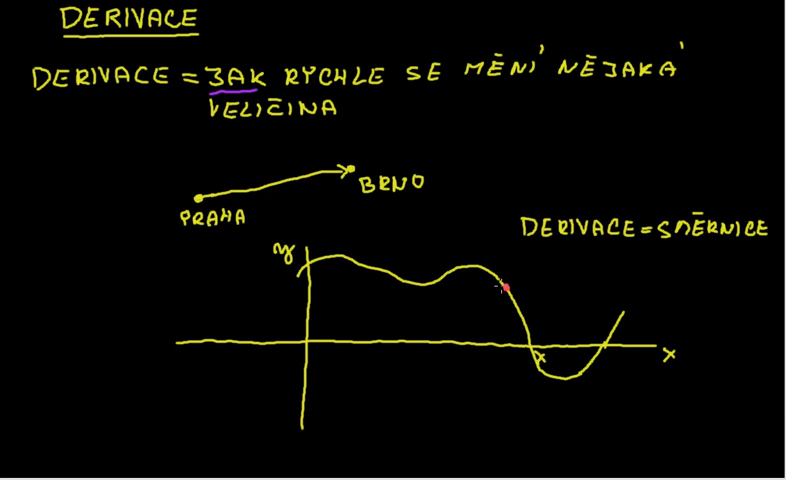 DERIVACE
DERIVACE = JAK RYCHLE SE MĚNÍ NĚJAKÁ
VELIČINA
BRNO
PRAHA
DERIVACE = SMĚRNICE
y
x
x